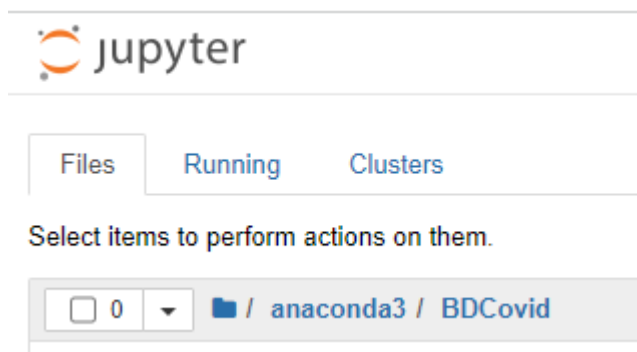 jupyter
Files Running Clusters
Select items to perform actions on them.
0 / anaconda3 / BDCovid